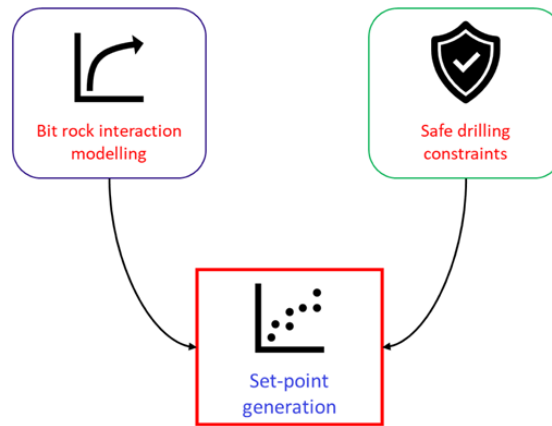 Bit rock interaction
modelling
Safe drilling
constraints
Set-point
generation